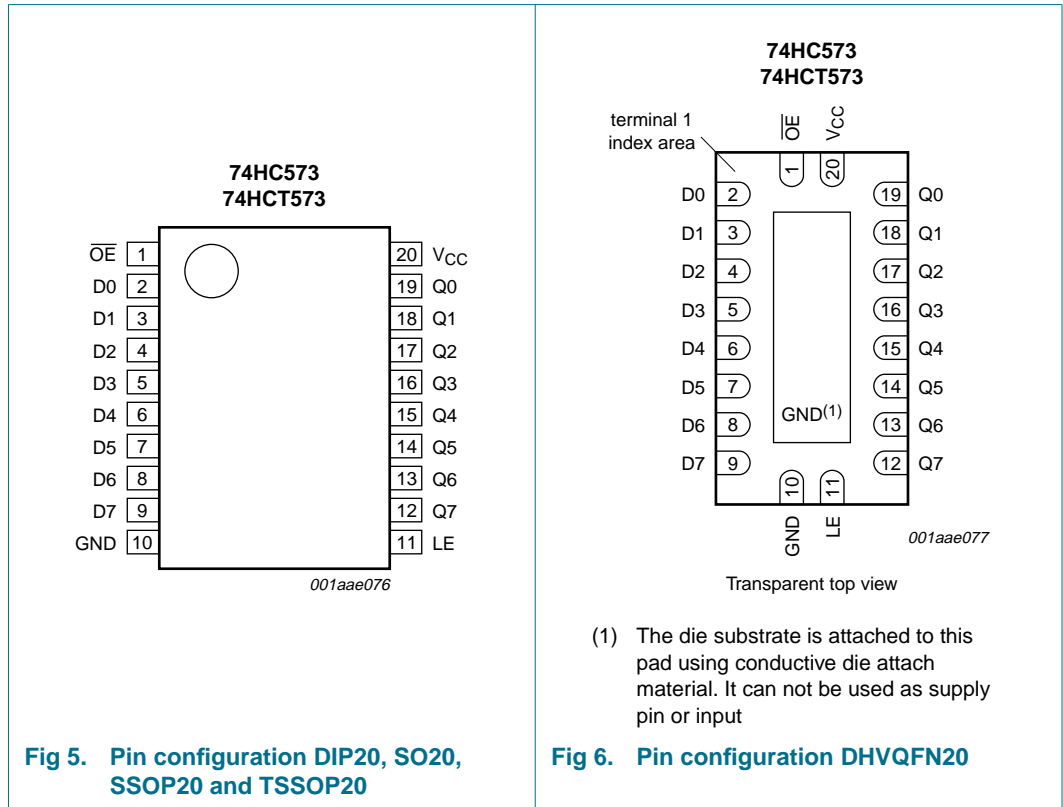 74HC573
74HCT573
OE 1
D0 2
D1 3
D2 4
D3 5
D4 6
D5 7
D6 8
D7 9
GND 10
20 VCC
19 Q0
18 Q1
17 Q2
16 Q3
15 Q4
14 Q5
13 Q6
12 Q7
11 LE
001aae076
Fig 5. Pin configuration DIP20, SO20,
SSOP20 and TSSOP20
74HC573
74HCT573
terminal 1
index area
OE
VCC
1
20
D0 2
D1 3
D2 4
D3 5
D4 6
D5 7
D6 8
D7 9
19 Q0
18 Q1
17 Q2
16 Q3
15 Q4
14 Q5
13 Q6
12 Q7
GND(1)
10
11
GND
LE
001aae077
Transparent top view
(1) The die substrate is attached to this
pad using conductive die attach
material. It can not be used as supply
pin or input
Fig 6. Pin configuration DHVQFN20